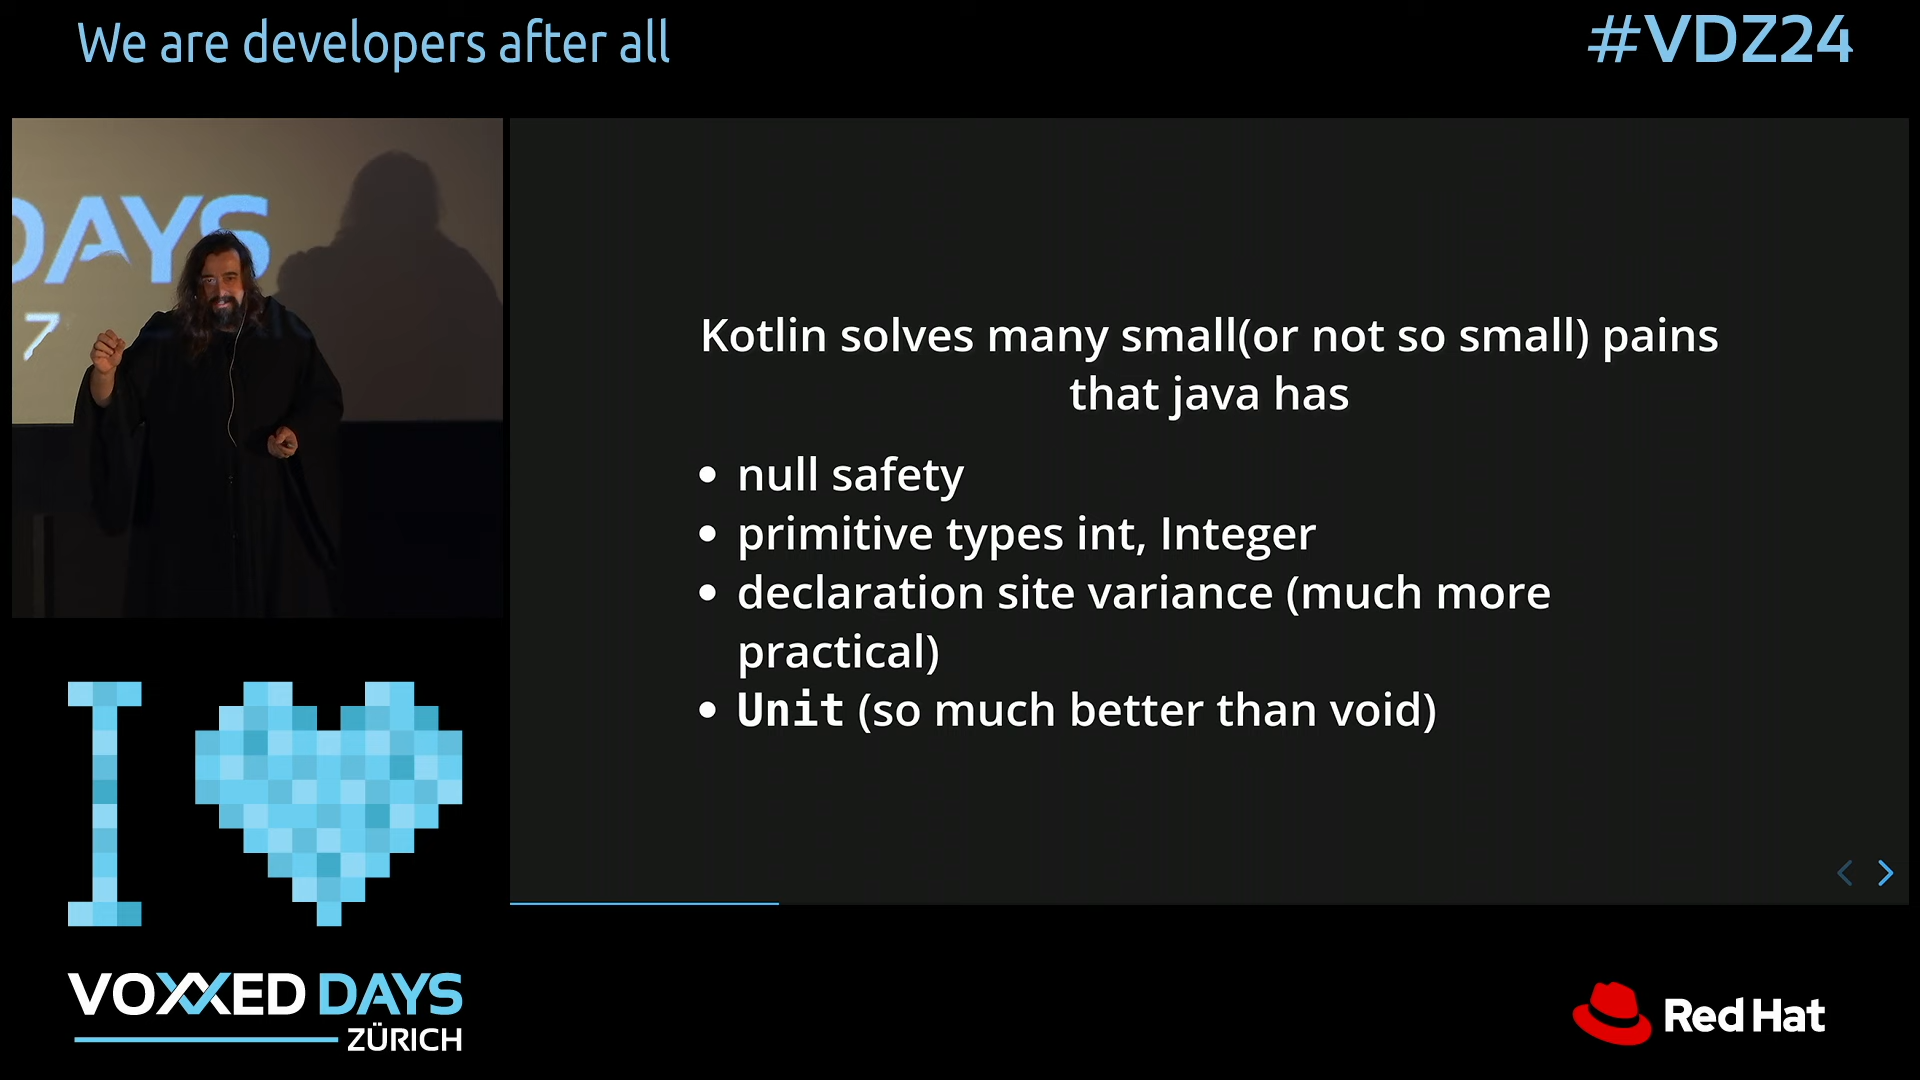 We are developers after all
#VDZ24
DAYS
7
Kotlin solves many small(or not so small) pains
that java has
• null safety
• primitive types int, Integer
• declaration site variance (much more
practical)
• Unit (so much better than void)
I
VOXXED DAYS
ZÜRICH
Red Hat